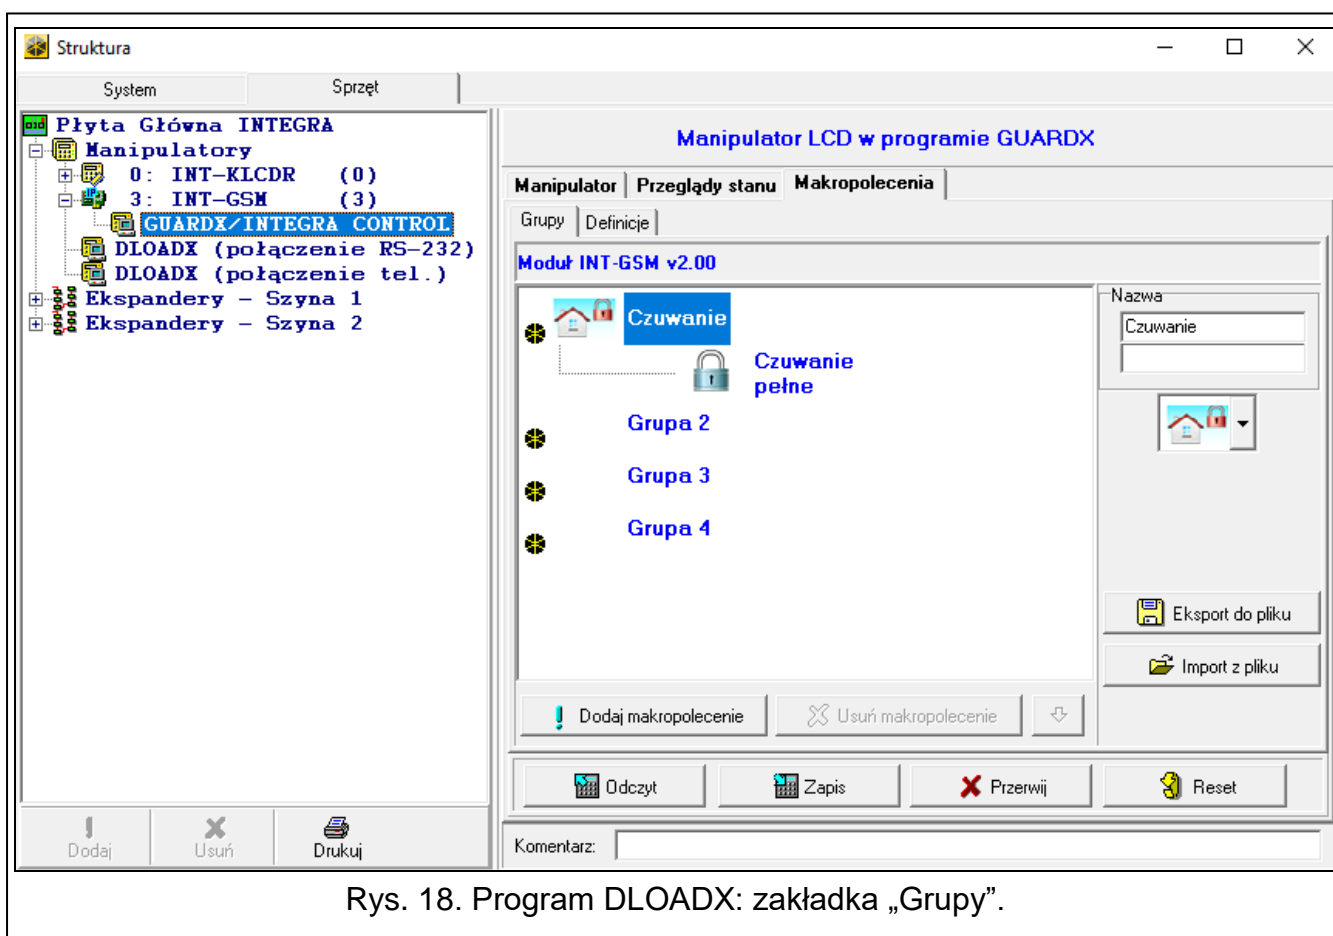 Struktura
System
Sprzęt
Płyta Główna INTEGRA
Manipulatory
0: INT-KLCDR (0)
3: INT-GSM (3)
GUARDX/INTEGRA CONTROL
DLOADX (połączenie RS-232)
DLOADX (połączenie tel.)
Ekspandery - Szyna 1
Ekspandery - Szyna 2
Dodaj
Usuń
Drukuj
Manipulator LCD w programie GUARDX
Manipulator
Przeglądy stanu
Makropolecenia
Grupy
Definicje
Moduł INT-GSM v2.00
Czuwanie
Czuwanie
pełne
Grupa 2
Grupa 3
Grupa 4
Nazwa
Czuwanie
Eksport do pliku
Import z pliku
Dodaj makropolecenie
Usuń makropolecenie
Odczyt
Zapis
Przerwij
Reset
Komentarz:
Rys. 18. Program DLOADX: zakładka „Grupy”.